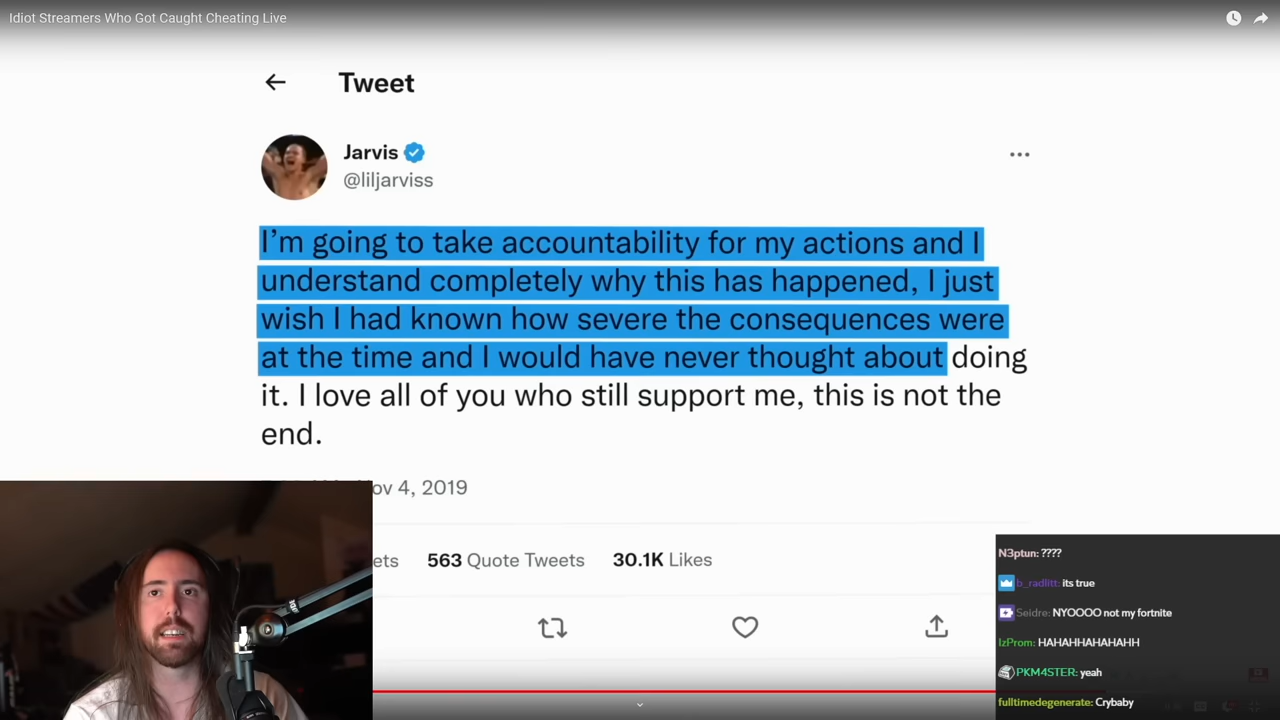 Idiot Streamers Who Got Caught Cheating Live
Tweet
Jarvis
@liljarviss
I'm going to take accountability for my actions and I
understand completely why this has happened, I just
wish I had known how severe the consequences were
at the time and I would have never thought about doing
it. I love all of you who still support me, this is not the
end.
ov 4, 2019
ets 563 Quote Tweets 30.1K Likes
N3ptun: ????
b_radlitt: its true
Seidre: NYOOOO not my fortnite
IzProm: HAHAHHAHAHAHH
PKM4STER: yeah
fulltimedegenerate: Crybaby